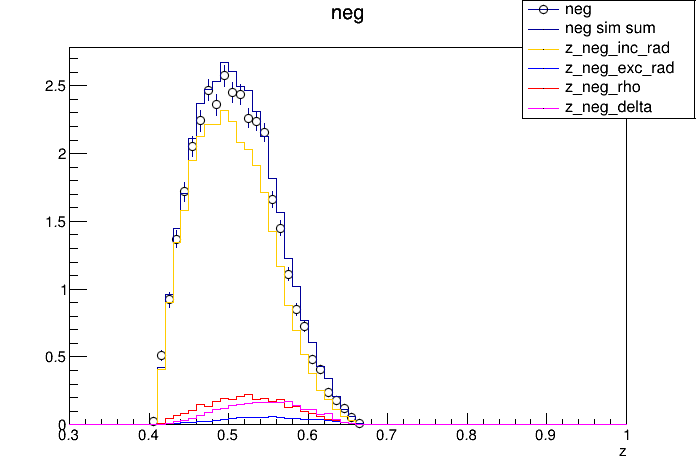 neg
neg
neg sim sum
z_neg_inc_rad
z_neg_exc_rad
z_neg_rho
z_neg_delta
2.5
2
1.5
1
0.5
0
0.3 0.4 0.5 0.6 0.7 0.8 0.9 1
z